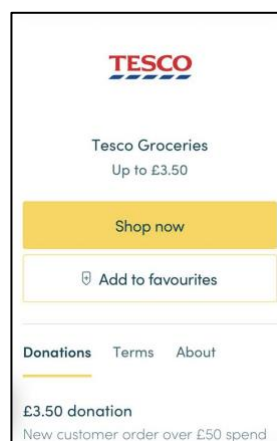 TESCO
Tesco Groceries
Up to £3.50
Shop now
Add to favourites
Donations Terms About
£3.50 donation
New customer order over £50 spend